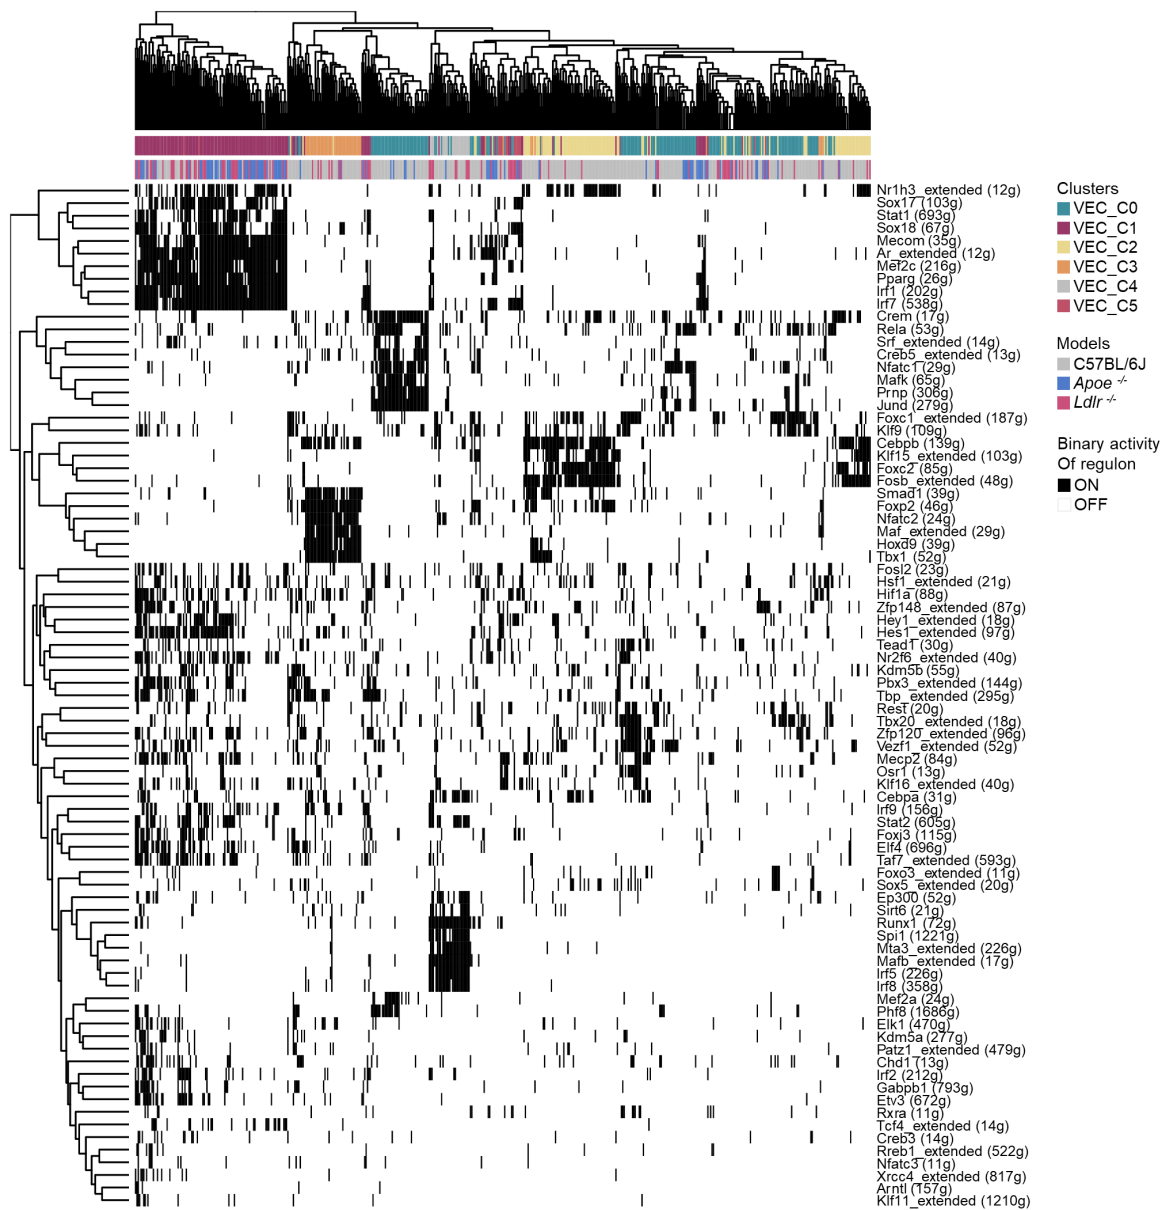 Nr1h3_extended (12g)
Sox17 (103g)
Stat1 (693g)
Sox18 (67g)
Mecom (35g)
Ar_extended (12g)
Mef2c (216g)
Pparg (26g)
Irf1 (202g)
Irf7 (538g)
Crem (17g)
Rela (53g)
Srf_extended (14g)
Creb5_extended (13g)
Nfatc1 (29g)
Mafk (65g)
Prnp (306g)
Jund (279g)
Foxc1_extended (187g)
Klf9 (109g)
Cebpb (139g)
Klf15_extended (103g)
Foxc2 (85g)
Fosb_extended (48g)
Smad1 (39g)
Foxp2 (46g)
Nfatc2 (24g)
Maf_extended (29g)
Hoxd9 (39g)
Tbx1 (52g)
Fosl2 (23g)
Hsf1_extended (21g)
Hif1a (88g)
Zfp148_extended (87g)
Hey1_extended (18g)
Hes1_extended (97g)
Tead1 (30g)
Nr2f6_extended (40g)
Kdm5b (55g)
Pbx3_extended (144g)
Tbp_extended (295g)
Rest (20g)
Tbx20_extended (18g)
Zfp120_extended (96g)
Vezf1_extended (52g)
Mecp2 (84g)
Osr1 (13g)
Klf16_extended (40g)
Cebpa (31g)
Irf9 (156g)
Stat2 (605g)
Foxj3 (115g)
Elf4 (696g)
Taf7_extended (593g)
Foxo3_extended (11g)
Sox5_extended (20g)
Ep300 (52g)
Sirt6 (21g)
Runx1 (72g)
Spi1 (1221g)
Mta3_extended (226g)
Mafb_extended (17g)
Irf5 (226g)
Irf8 (358g)
Mef2a (24g)
Phf8 (1686g)
Elk1 (470g)
Kdm5a (277g)
Patz1_extended (479g)
Chd1 (13g)
Irf2 (212g)
Gabpb1 (793g)
Etv3 (672g)
Rxra (11g)
Tcf4_extended (14g)
Creb3 (14g)
Rreb1_extended (522g)
Nfatc3 (11g)
Xrcc4_extended (817g)
Arntl (157g)
Klf11_extended (1210g)
Clusters
VEC_C0
VEC_C1
VEC_C2
VEC_C3
VEC_C4
VEC_C5
Models
C57BL/6J
Apoe -/-
Ldlr -/-
Binary activity
Of regulon
ON
OFF